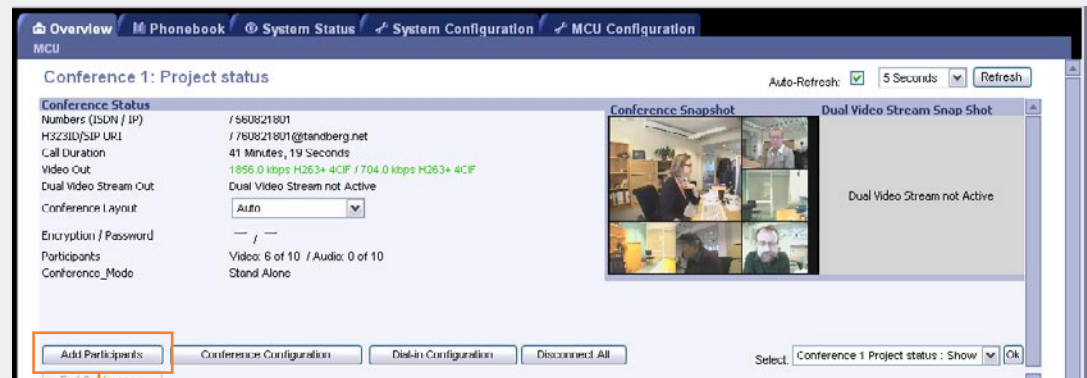 Overview Phonebook System Status System Configuration MCU Configuration
MCU
Conference 1: Project status
Auto-Refresh: 5 Seconds Refresh
Conference Status
Numbers (ISDN / IP) / 560821801
H323ID/SIP URI / 760821801@tandberg.net
Call Duration 41 Minutes, 19 Seconds
Video Out 1856.0 kbps H263+ 4CIF / 704.0 kbps H263+ 4CIF
Dual Video Stream Out Dual Video Stream not Active
Conference Layout Auto
Encryption / Password — / —
Participants Video: 6 of 10 / Audio: 0 of 10
Conference_Mode Stand Alone
Conference Snapshot Dual Video Stream Snap Shot
Dual Video Stream not Active
Add Participants Conference Configuration Dial-in Configuration Disconnect All Select: Conference 1 Project status : Show Ok